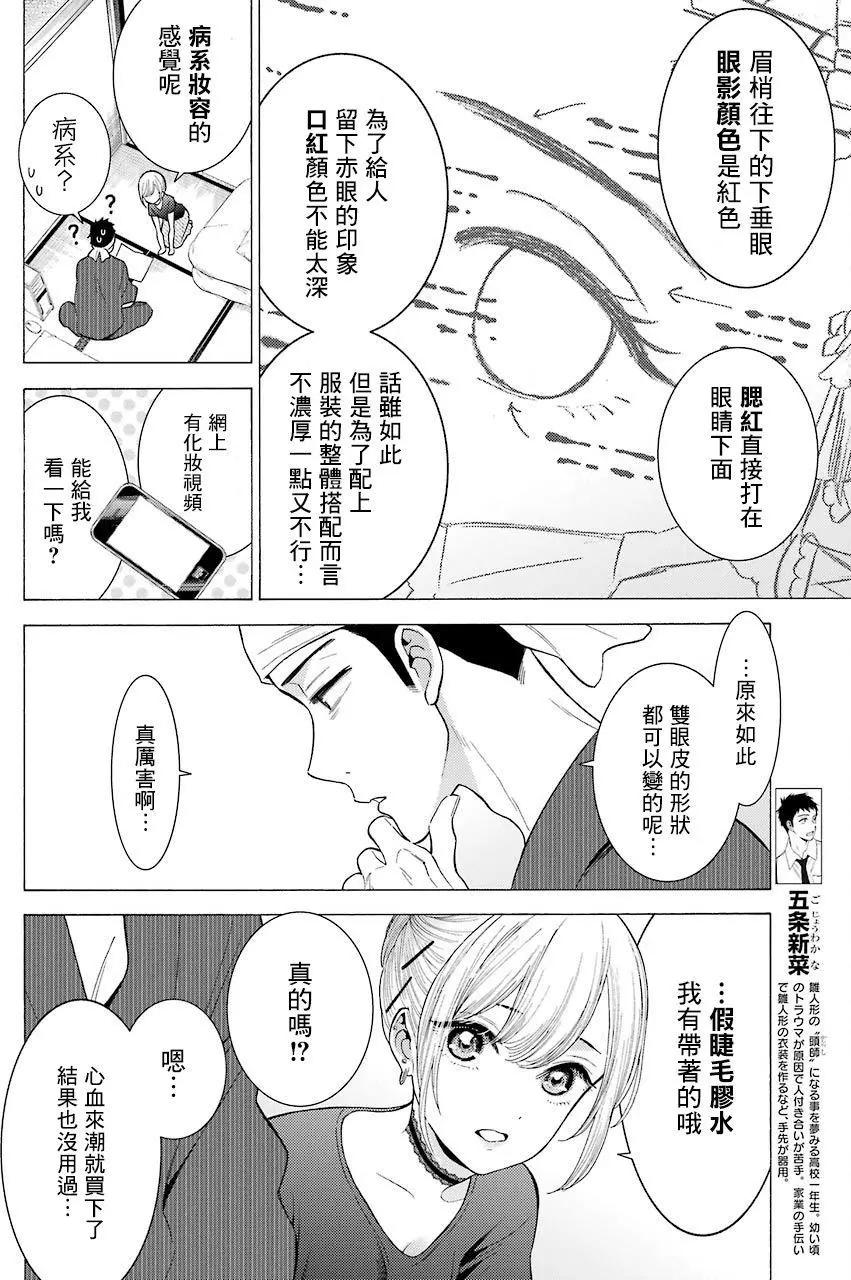 眉梢往下的下垂眼
眼影顏色是紅色
腮紅直接打在
眼睛下面
為了給人
留下赤眼的印象
口紅顏色不能太深
話雖如此
但是為了配上
服裝的整體搭配而言
不濃厚一點又不行…
病系妝容的
感覺呢
病系？
？
？
網上
有化妝視頻
能給我
看一下嗎？
…原來如此
雙眼皮的形狀
都可以變的呢…
真厲害啊…
…假睫毛膠水
我有帶著的哦
真的嗎!?
嗯…
心血來潮就買下了
結果也沒用過…
ごじょうわかな
五条新菜
雛人形の〝頭師〟になる事を夢みる高校一年生。幼い頃
のトラウマが原因で人付き合いが苦手。家業の手伝い
で雛人形の衣装を作るなど、手先が器用。